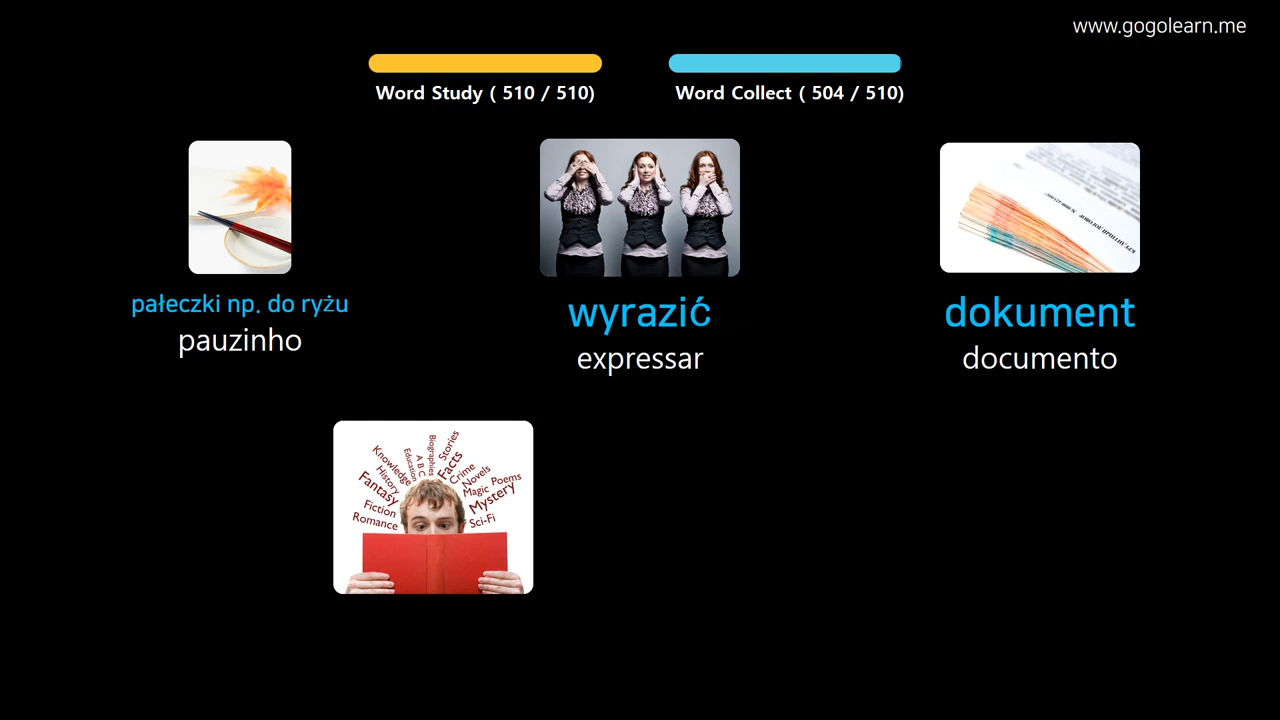 www.gogolearn.me
Word Study ( 510 / 510)
Word Collect ( 504 / 510)
pałeczki np. do ryżu
pauzinho
wyrazić
expressar
dokument
documento
Stories
Biographies
A B C
Education
Facts
Knowledge
Crime
History
Novels
Fantasy
Magic
Poems
Mystery
Fiction
Romance
Sci-Fi